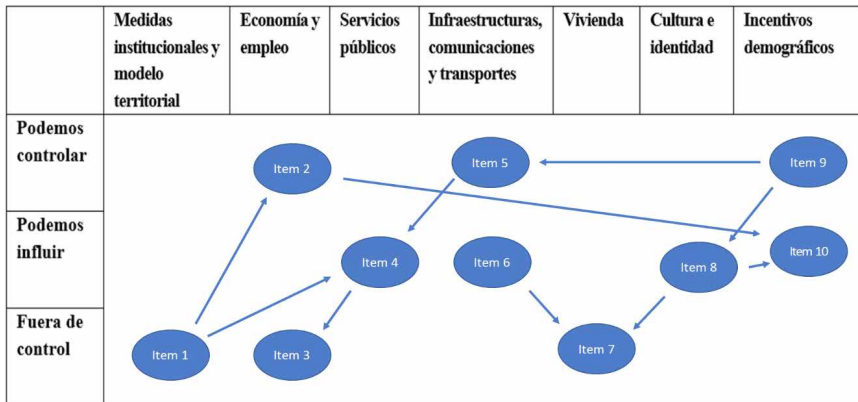 Medidas
institucionales y
modelo
territorial
Economía y
empleo
Servicios
públicos
Infraestructuras,
comunicaciones
y transportes
Vivienda
Cultura e
identidad
Incentivos
demográficos
Podemos
controlar
Item 2
Item 5
Item 9
Podemos
influir
Item 4
Item 6
Item 8
Item 10
Fuera de
control
Item 1
Item 3
Item 7